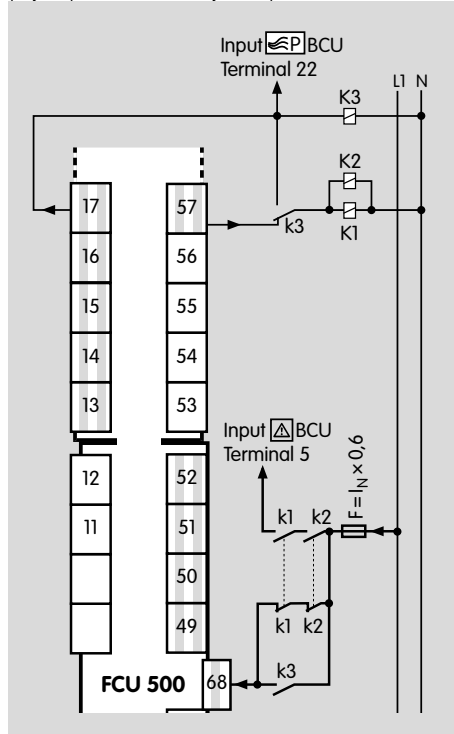 Input P BCU
Terminal 22
L1 N
K3
K2
K1
k3
17
57
16
56
15
55
14
54
13
53
Input BCU
Terminal 5
F = I_N × 0,6
12
52
11
51
k1 k2
50
49
k1 k2
k3
FCU 500
68